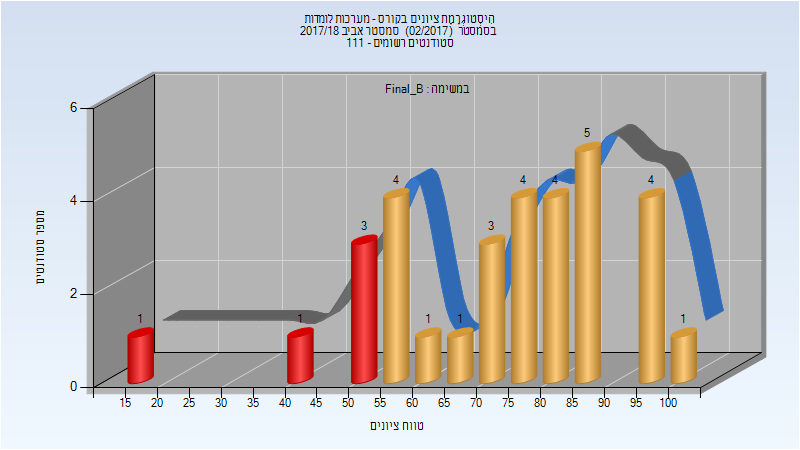 היסטוגרמת ציונים בקורס - מערכות לומדות
בסמסטר (02/2017) סמסטר אביב 2017/18
סטודנטים רשומים - 111
במשימה : Final_B
מספר סטודנטים
6
4
2
0
1
1
3
4
1
1
3
4
4
5
4
1
15 20 25 30 35 40 45 50 55 60 65 70 75 80 85 90 95 100
טווח ציונים